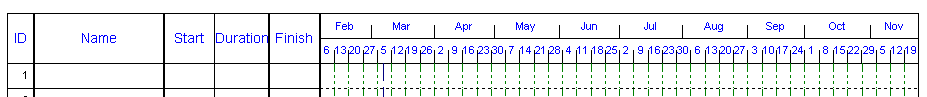 ID Name Start Duration Finish Feb Mar Apr May Jun Jul Aug Sep Oct Nov
6 13 20 27 5 12 19 26 2 9 16 23 30 7 14 21 28 4 11 18 25 2 9 16 23 30 6 13 20 27 3 10 17 24 1 8 15 22 29 5 12 19
1